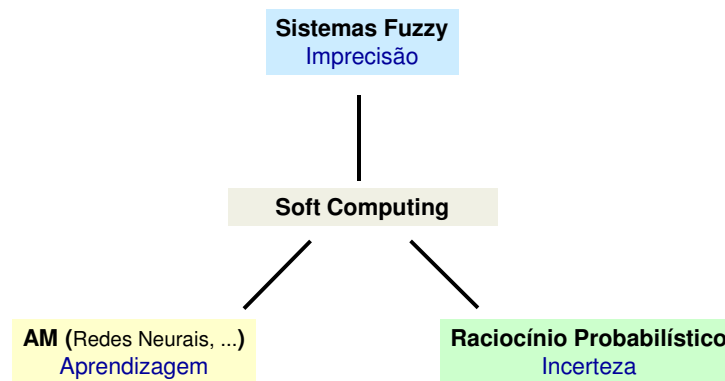 Sistemas Fuzzy
Imprecisão
Soft Computing
AM (Redes Neurais, ...)
Aprendizagem
Raciocínio Probabilístico
Incerteza